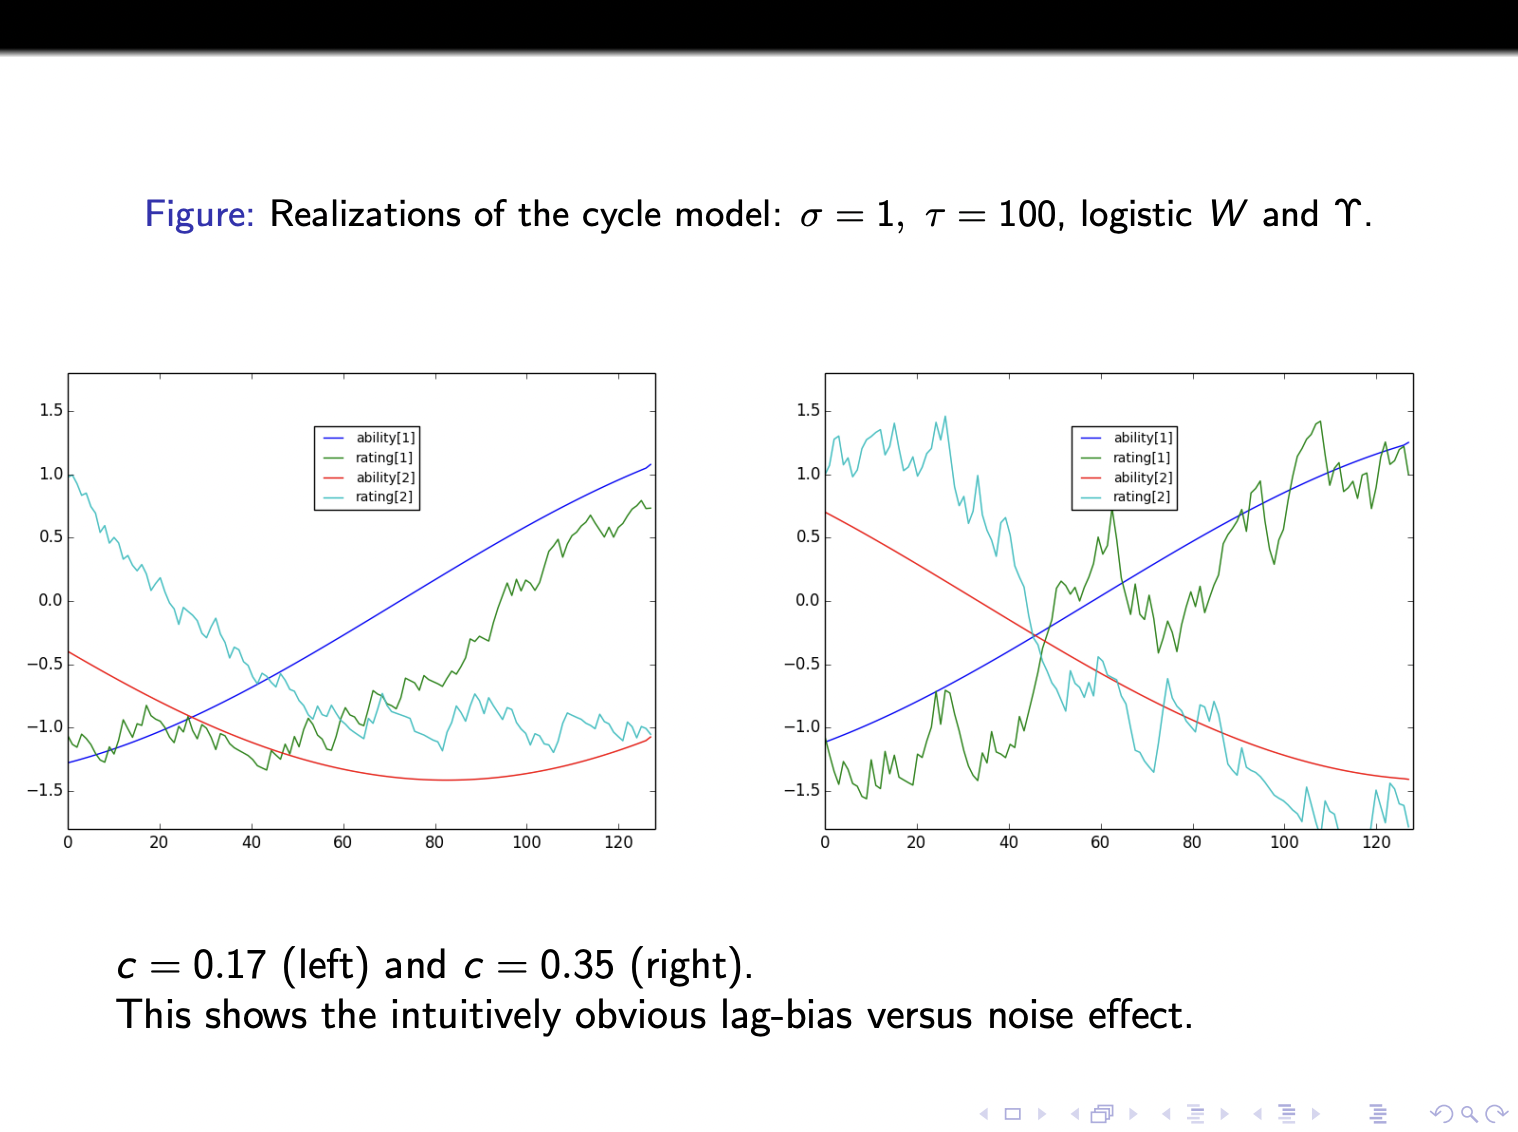 Figure: Realizations of the cycle model: σ = 1, τ = 100, logistic W and ϒ.
1.5
1.0
0.5
0.0
−0.5
−1.0
−1.5
0 20 40 60 80 100 120
ability[1]
rating[1]
ability[2]
rating[2]
1.5
1.0
0.5
0.0
−0.5
−1.0
−1.5
0 20 40 60 80 100 120
ability[1]
rating[1]
ability[2]
rating[2]
c = 0.17 (left) and c = 0.35 (right).
This shows the intuitively obvious lag-bias versus noise effect.